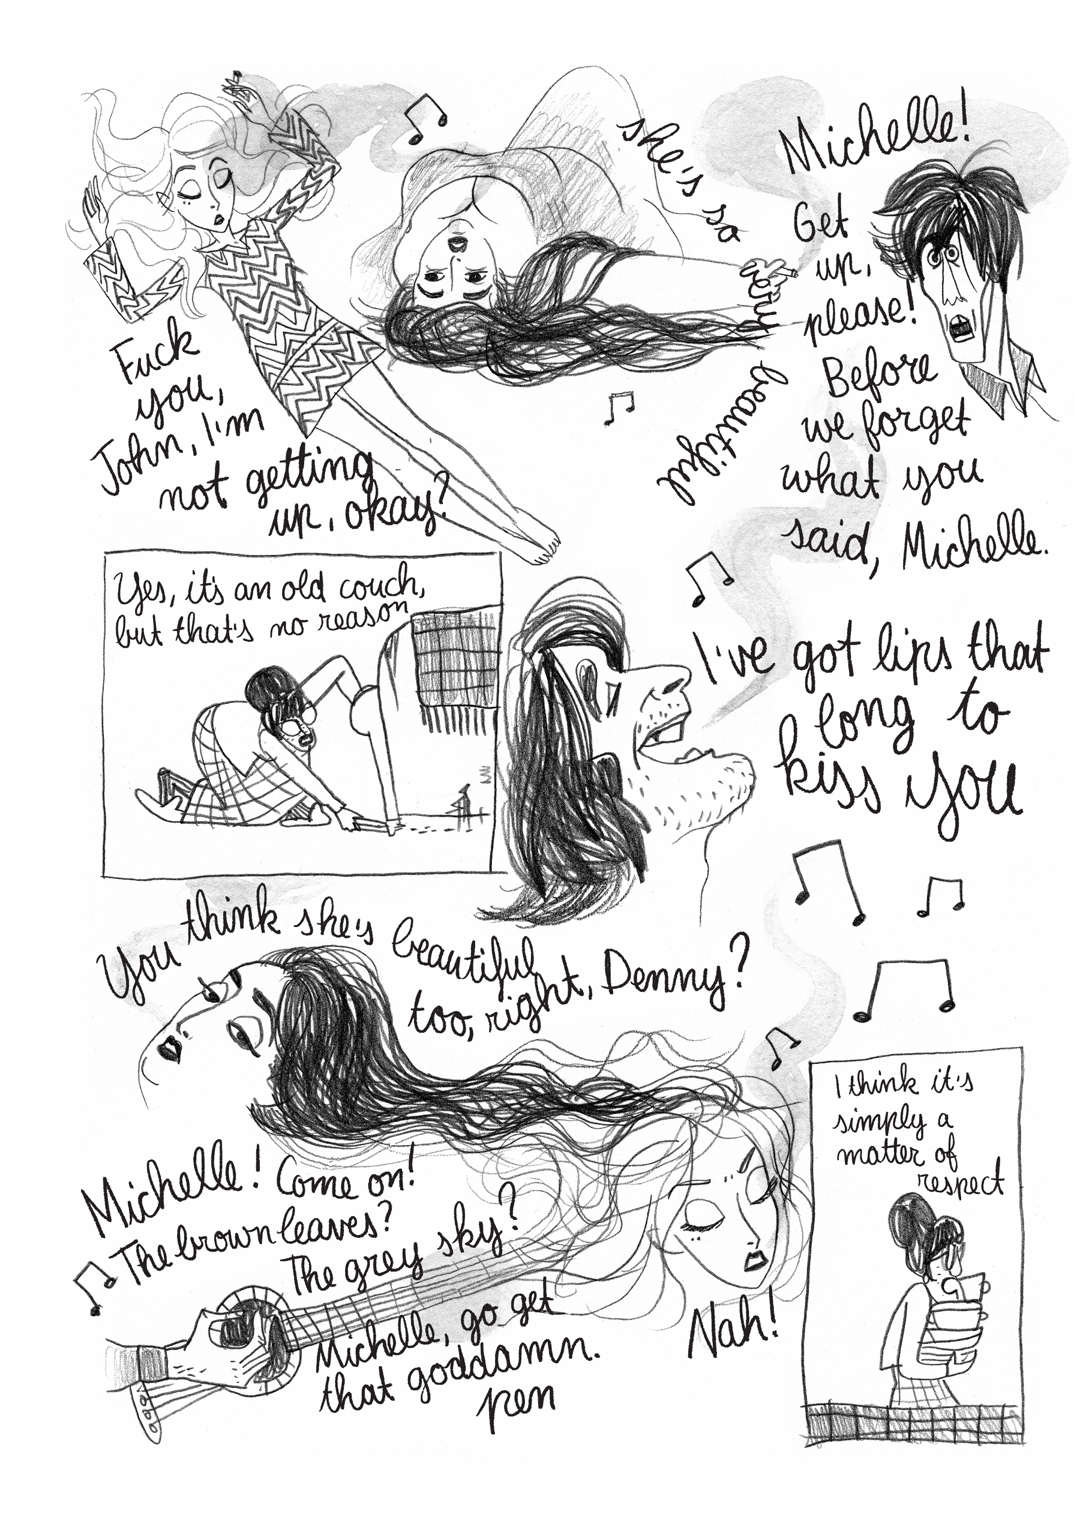 she's so
very
beautiful
Michelle!
Get
up,
please!
Before
we forget
what you
said, Michelle.
Fuck
you,
John, I'm
not getting
up, okay?
Yes, it's an old couch,
but that's no reason
I've got lips that
long to
kiss you
You think she's beautiful
too, right, Denny?
I think it's
simply a
matter of
respect
Michelle! Come on!
The brown leaves?
The grey sky?
Michelle, go get
that goddamn.
pen
Nah!